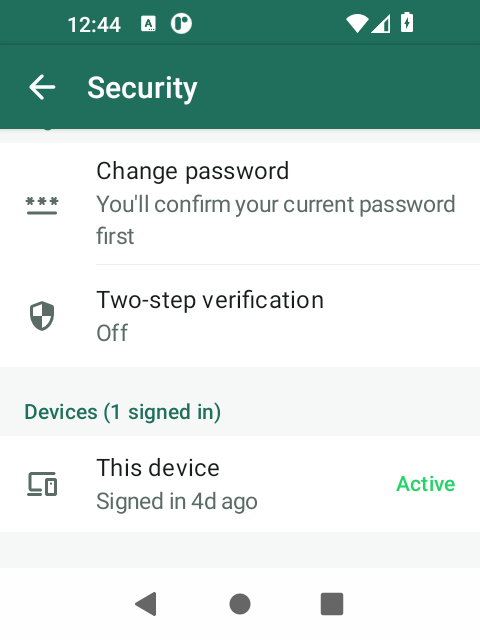 12:44
Security
Change password
You'll confirm your current password
first
Two-step verification
Off
Devices (1 signed in)
This device
Signed in 4d ago
Active